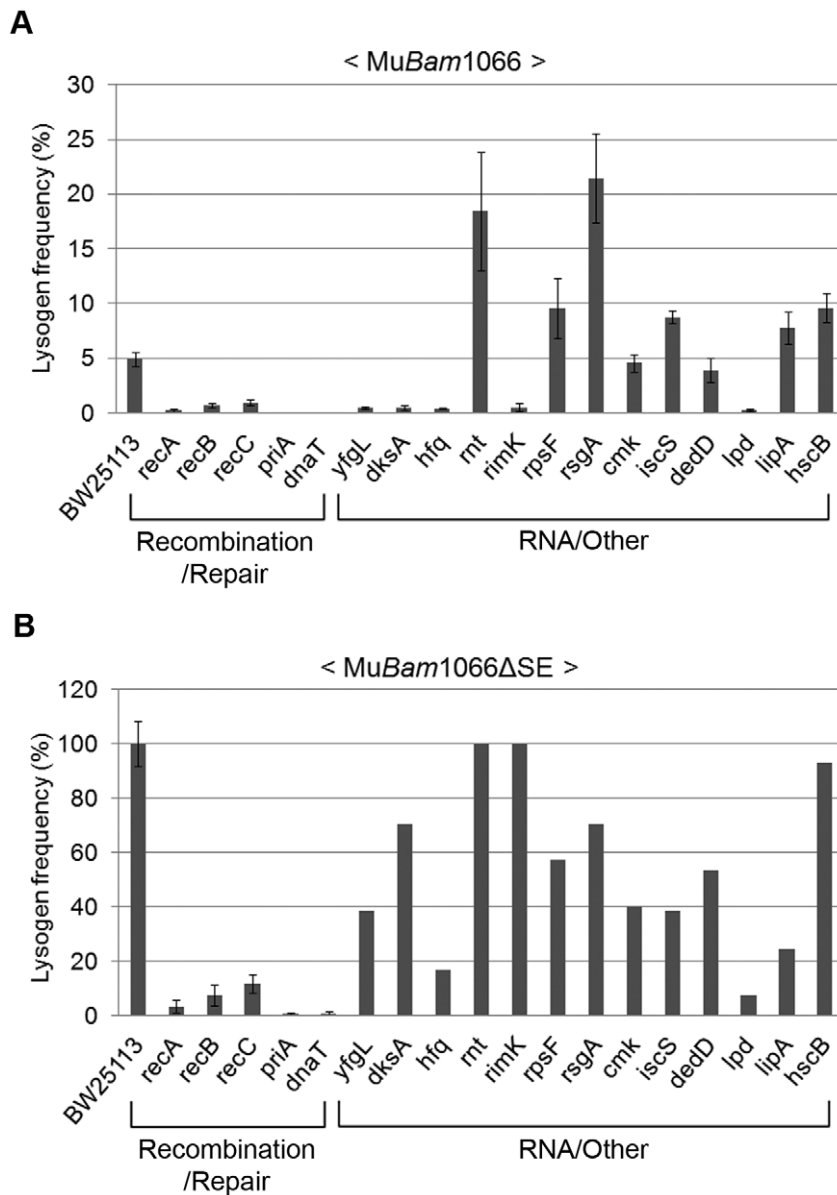 A
< MuBam1066 >
Lysogen frequency (%)
30
25
20
15
10
5
0
BW25113
recA
recB
recC
priA
dnaT
yfgL
dksA
hfq
rnt
rimK
rpsF
rsgA
cmk
iscS
dedD
lpd
lipA
hscB
Recombination
/Repair
RNA/Other
B
< MuBam1066ΔSE >
Lysogen frequency (%)
120
100
80
60
40
20
0
BW25113
recA
recB
recC
priA
dnaT
yfgL
dksA
hfq
rnt
rimK
rpsF
rsgA
cmk
iscS
dedD
lpd
lipA
hscB
Recombination
/Repair
RNA/Other